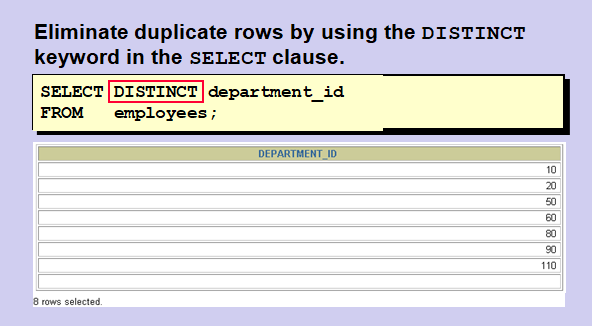 Eliminate duplicate rows by using the DISTINCT
keyword in the SELECT clause.
SELECT DISTINCT department_id
FROM employees;
DEPARTMENT_ID
10
20
50
60
80
90
110
8 rows selected.